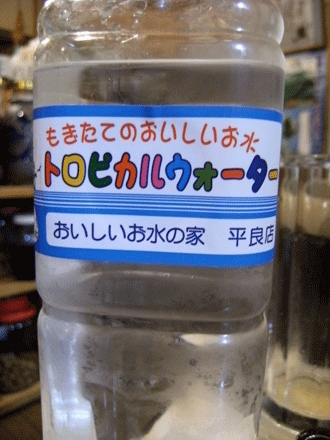 もぎたてのおいしいお水
トロピカルウォーター
おいしいお水の家 平良店